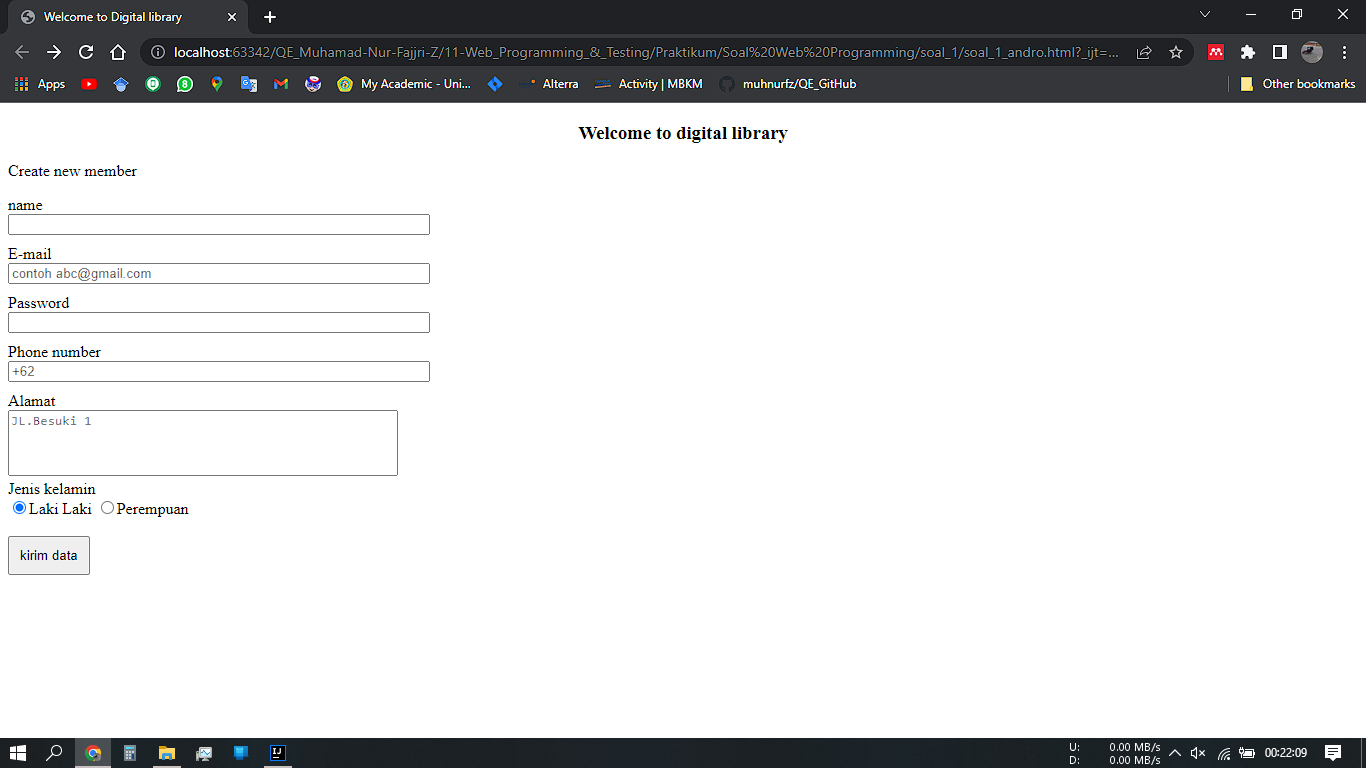 Welcome to Digital library
localhost:63342/QE_Muhamad-Nur-Fajjri-Z/11-Web_Programming_&_Testing/Praktikum/Soal%20Web%20Programming/soal_1/soal_1_andro.html?_ijt=...
Apps My Academic - Uni... Alterra Activity | MBKM muhnurfz/QE_GitHub Other bookmarks
Welcome to digital library
Create new member
name
E-mail
contoh abc@gmail.com
Password
Phone number
+62
Alamat
JL.Besuki 1
Jenis kelamin
Laki Laki Perempuan
kirim data
U: 0.00 MB/s
D: 0.00 MB/s
00:22:09